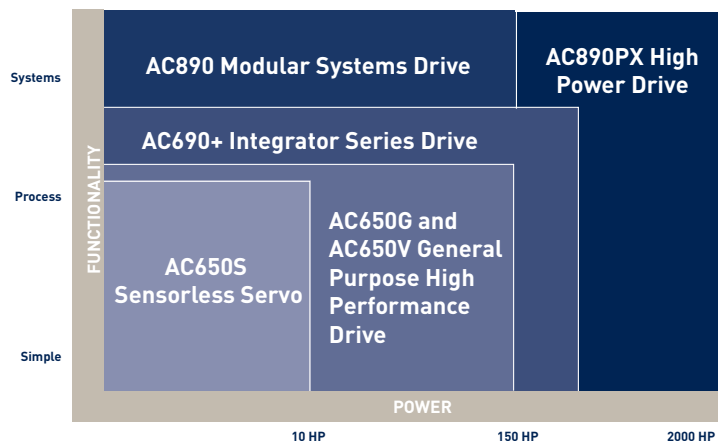 Systems
Process
Simple
FUNCTIONALITY
AC890 Modular Systems Drive
AC890PX High
Power Drive
AC690+ Integrator Series Drive
AC650S
Sensorless Servo
AC650G and
AC650V General
Purpose High
Performance
Drive
POWER
10 HP
150 HP
2000 HP